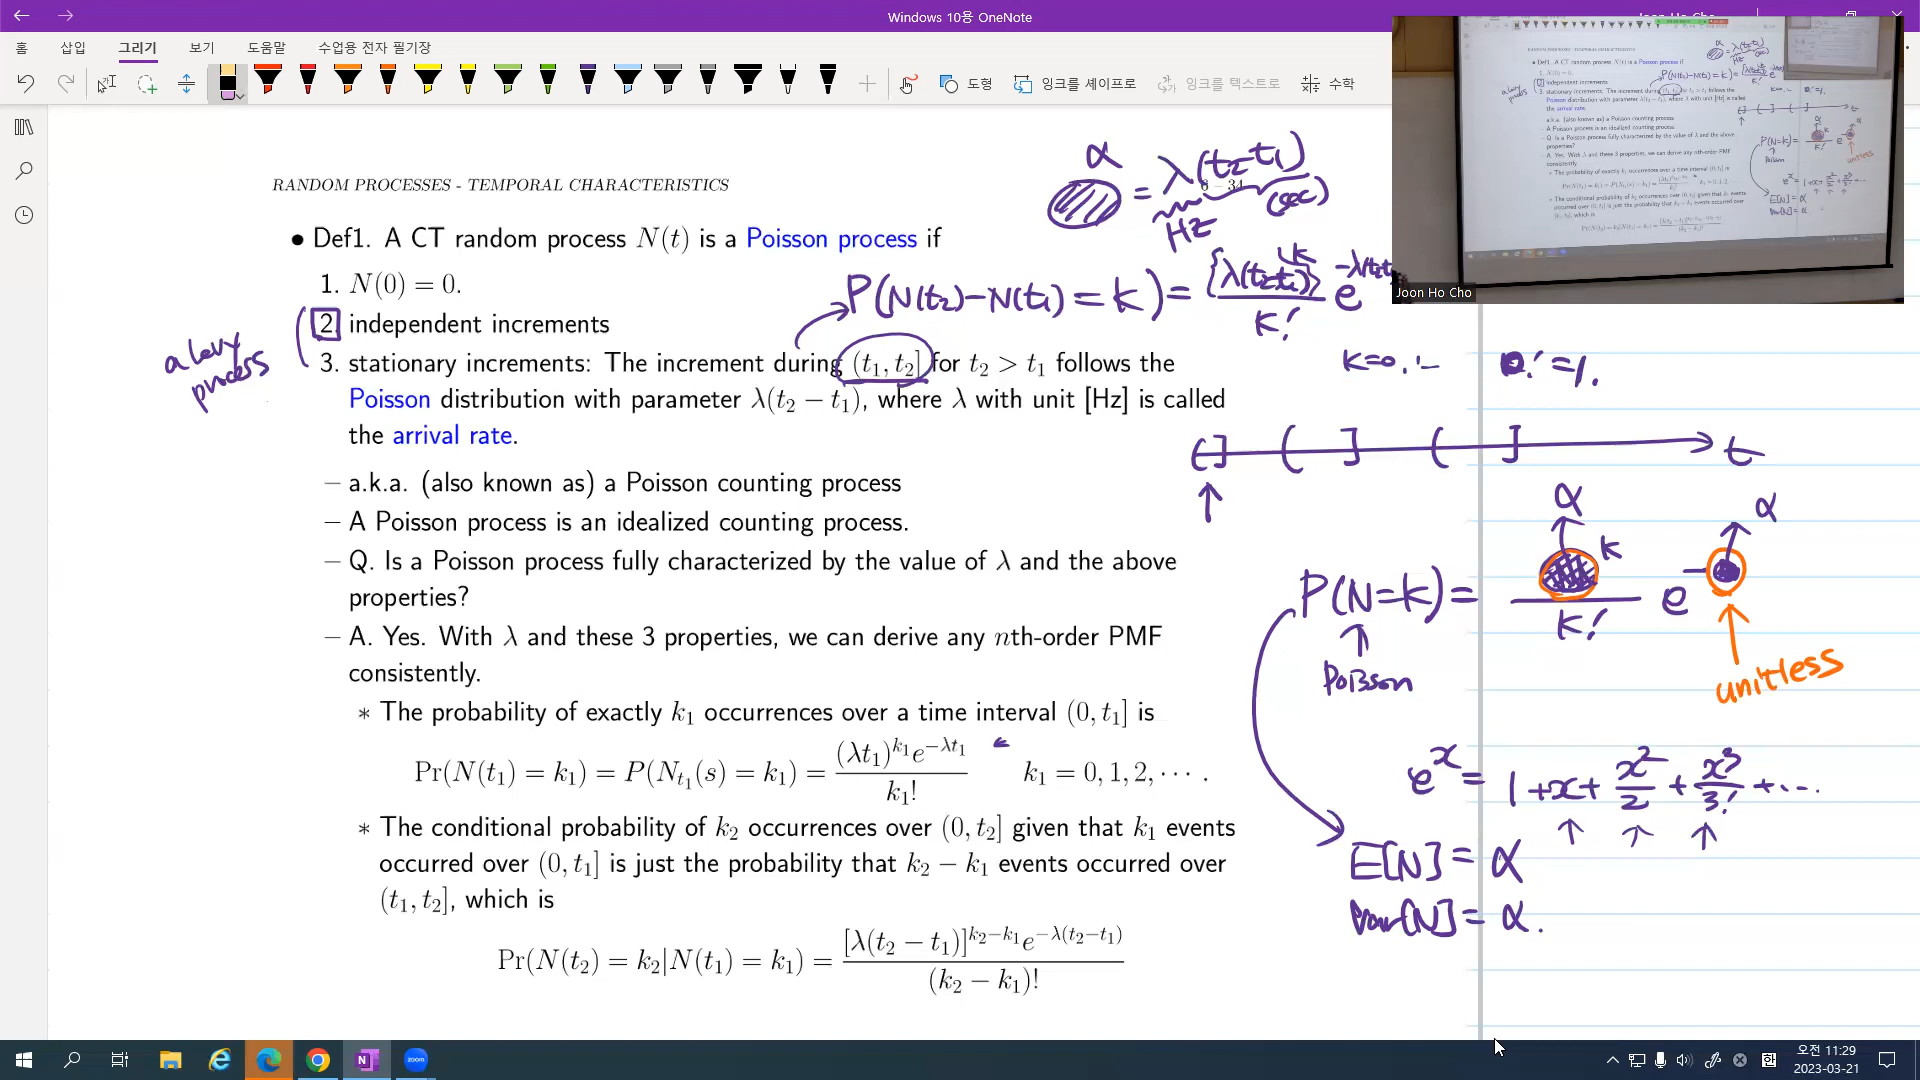 Windows 10용 OneNote
홈 삽입 그리기 보기 도움말 수업용 전자 필기장
도형 잉크를 셰이프로 잉크를 텍스트로 수학
Joon Ho Cho
RANDOM PROCESSES - TEMPORAL CHARACTERISTICS
6 – 34
α = λ(t₂-t₁)
Hz (sec)
• Def1. A CT random process N(t) is a Poisson process if
1. N(0) = 0.
P(N(t₂)-N(t₁)=k) = {λ(t₂-t₁)}^k / k! e^-λ(t₂-t₁
2. independent increments
a levy process
k=0,1... 0! = 1.
3. stationary increments: The increment during (t₁, t₂] for t₂ > t₁ follows the
Poisson distribution with parameter λ(t₂ − t₁), where λ with unit [Hz] is called
the arrival rate.
( ] ( ] ( ] t
– a.k.a. (also known as) a Poisson counting process
– A Poisson process is an idealized counting process.
– Q. Is a Poisson process fully characterized by the value of λ and the above
properties?
α α
P(N=k) = k / k! e^-
Poisson
unitless
– A. Yes. With λ and these 3 properties, we can derive any nth-order PMF
consistently.
∗ The probability of exactly k₁ occurrences over a time interval (0, t₁] is
Pr(N(t₁) = k₁) = P(N_t₁(s) = k₁) = (λt₁)^k₁ e^−λt₁ / k₁! k₁ = 0, 1, 2, ⋯ .
e^x = 1+x+ x²/2 + x³/3! + ...
∗ The conditional probability of k₂ occurrences over (0, t₂] given that k₁ events
occurred over (0, t₁] is just the probability that k₂ − k₁ events occurred over
(t₁, t₂], which is
E[N] = α
Var[N] = α.
Pr(N(t₂) = k₂|N(t₁) = k₁) = [λ(t₂ − t₁)]^k₂−k₁ e^−λ(t₂−t₁) / (k₂ − k₁)!
zoom
한
오전 11:29
2023-03-21